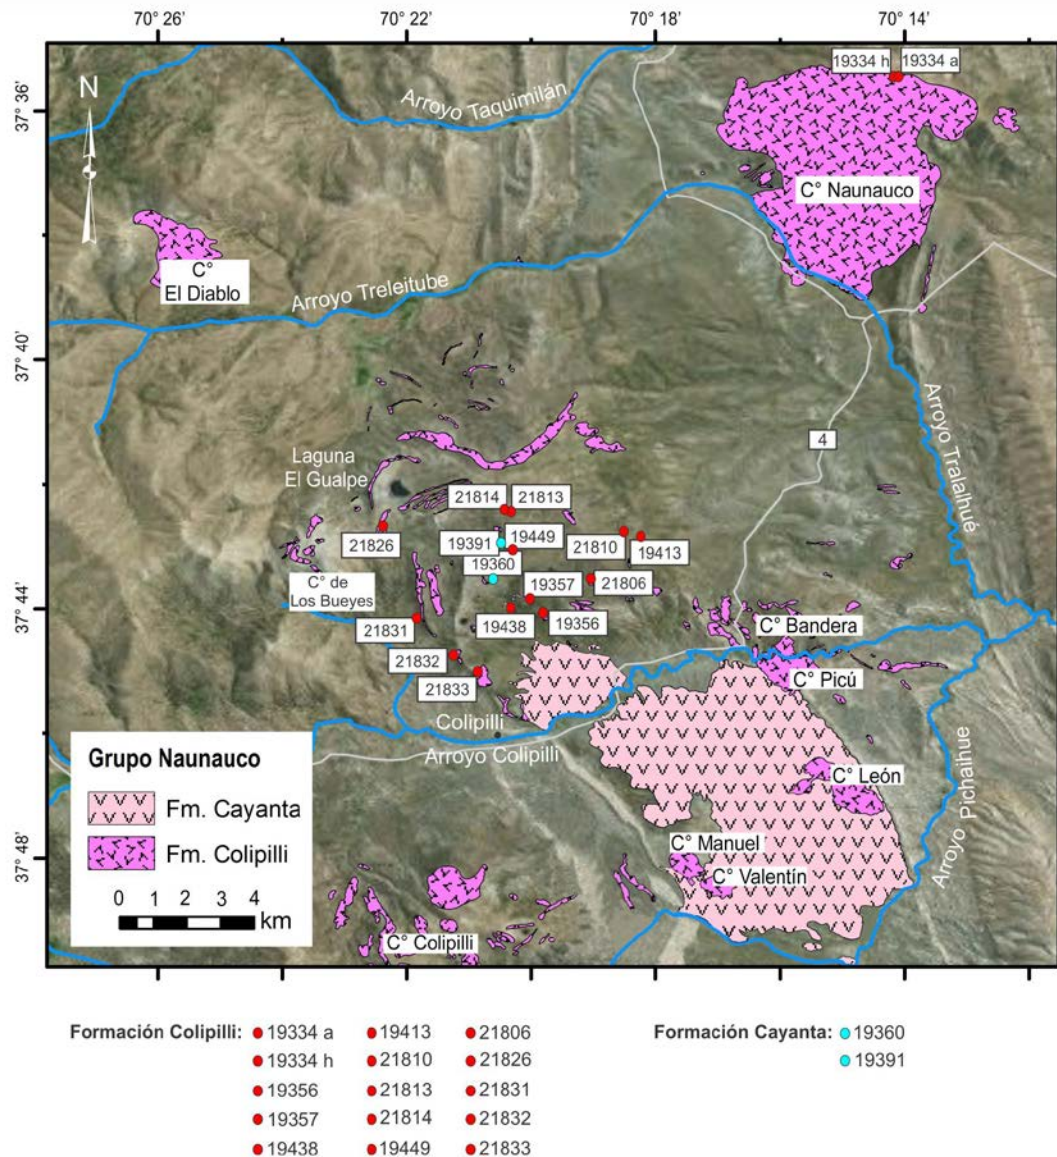 70° 26’
70° 22’
70° 18’
70° 14’
37° 36’
37° 40’
37° 44’
37° 48’
N
19334 h
19334 a
Arroyo Taquimilán
C° Naunauco
C°
El Diablo
Arroyo Treleitube
Arroyo Tralalhué
4
Laguna
El Gualpe
21814
21813
21826
19391
19449
21810
19413
19360
19357
21806
C° de
Los Bueyes
21831
19438
19356
C° Bandera
21832
C° Picú
21833
Colipilli
Arroyo Colipilli
C° León
Arroyo Pichaihue
C° Manuel
C° Valentín
C° Colipilli
Grupo Naunauco
Fm. Cayanta
Fm. Colipilli
0 1 2 3 4
km
Formación Colipilli:
19334 a
19334 h
19356
19357
19438
19413
21810
21813
21814
19449
21806
21826
21831
21832
21833
Formación Cayanta:
19360
19391